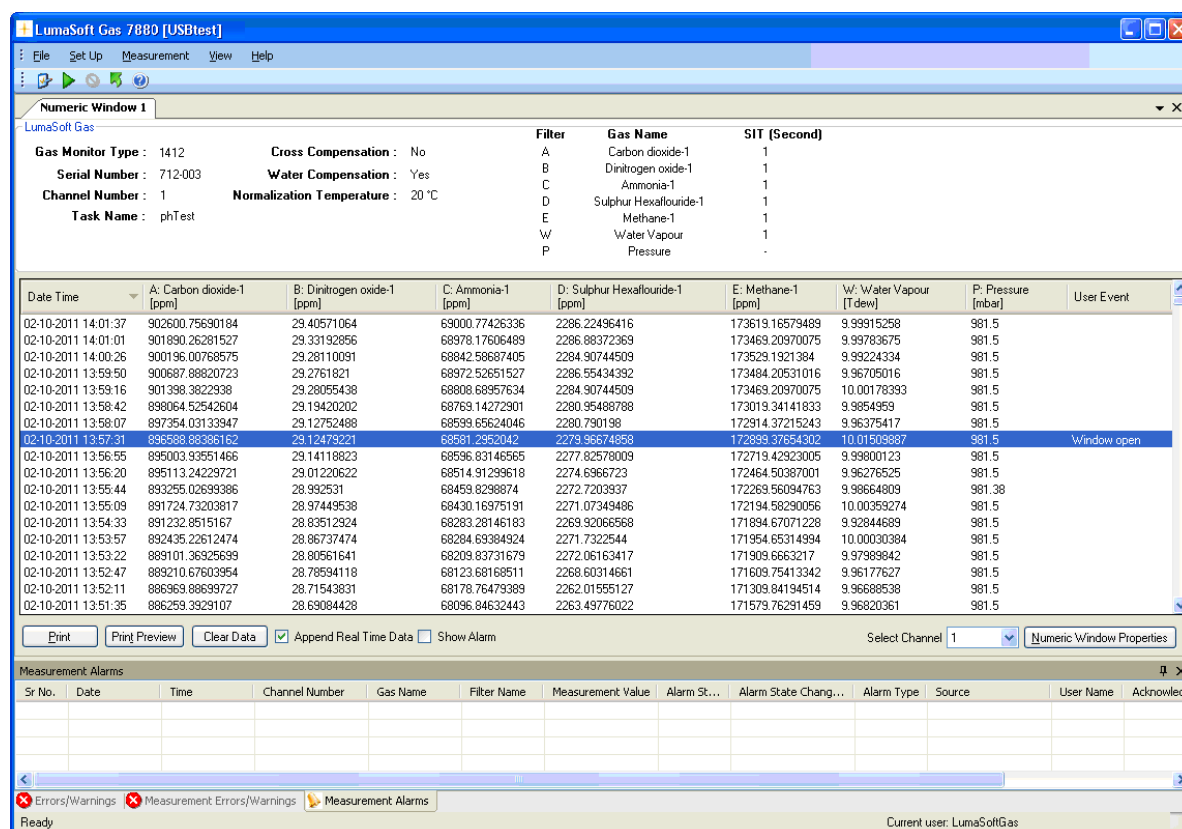 LumaSoft Gas 7880 [USBtest]
File Set Up Measurement View Help
Numeric Window 1
LumaSoft Gas
Filter Gas Name SIT (Second)
Gas Monitor Type : 1412 Cross Compensation : No A Carbon dioxide-1 1
Serial Number : 712-003 Water Compensation : Yes B Dinitrogen oxide-1 1
Channel Number : 1 Normalization Temperature : 20 °C C Ammonia-1 1
Task Name : phTest D Sulphur Hexaflouride-1 1
E Methane-1 1
W Water Vapour 1
P Pressure -
Date Time A: Carbon dioxide-1 B: Dinitrogen oxide-1 C: Ammonia-1 D: Sulphur Hexaflouride-1 E: Methane-1 W: Water Vapour P: Pressure User Event
[ppm] [ppm] [ppm] [ppm] [ppm] [Tdew] [mbar]
02-10-2011 14:01:37 902600.75690184 29.40571064 69000.77426336 2286.22496416 173619.16579489 9.99915258 981.5
02-10-2011 14:01:01 901890.26281527 29.33192856 68978.17606489 2286.88372369 173469.20970075 9.99783675 981.5
02-10-2011 14:00:26 900196.00768575 29.28110091 68842.58687405 2284.90744509 173529.1921384 9.99224334 981.5
02-10-2011 13:59:50 900687.88820723 29.2761821 68972.52651527 2286.55434392 173484.20531016 9.96705016 981.5
02-10-2011 13:59:16 901398.3822938 29.28055438 68808.68957634 2284.90744509 173469.20970075 10.00178393 981.5
02-10-2011 13:58:42 898064.52542604 29.19420202 68769.14272901 2280.95488788 173019.34141833 9.9854959 981.5
02-10-2011 13:58:07 897354.03133947 29.12752488 68599.65624046 2280.790198 172914.37215243 9.96375417 981.5
02-10-2011 13:57:31 896588.88386162 29.12479221 68581.2952042 2279.96674858 172899.37654302 10.01509887 981.5 Window open
02-10-2011 13:56:55 895003.93551466 29.14118823 68596.83146565 2277.82578009 172719.42923005 9.99800123 981.5
02-10-2011 13:56:20 895113.24229721 29.01220622 68514.91299618 2274.6966723 172464.50387001 9.96276525 981.5
02-10-2011 13:55:44 893255.02699386 28.992531 68459.8298874 2272.7203937 172269.56094763 9.98664809 981.38
02-10-2011 13:55:09 891724.73203817 28.97449538 68430.16975191 2271.07349486 172194.58290056 10.00359274 981.5
02-10-2011 13:54:33 891232.8515167 28.83512924 68283.28146183 2269.92066568 171894.67071228 9.92844689 981.5
02-10-2011 13:53:57 892435.22612474 28.86737474 68284.69384924 2271.7322544 171954.65314994 10.00030384 981.5
02-10-2011 13:53:22 889101.36925699 28.80561641 68209.83731679 2272.06163417 171909.6663217 9.97989842 981.5
02-10-2011 13:52:47 889210.67603954 28.78594118 68123.68168511 2268.60314661 171609.75413342 9.96177627 981.5
02-10-2011 13:52:11 886969.88699727 28.71543831 68178.76479389 2262.01555127 171309.84194514 9.96688538 981.5
02-10-2011 13:51:35 886259.3929107 28.69084428 68096.84632443 2263.49776022 171579.76291459 9.96820361 981.5
Print Print Preview Clear Data Append Real Time Data Show Alarm Select Channel 1 Numeric Window Properties
Measurement Alarms
Sr No. Date Time Channel Number Gas Name Filter Name Measurement Value Alarm St... Alarm State Chang... Alarm Type Source User Name Acknowled
Errors/Warnings Measurement Errors/Warnings Measurement Alarms
Ready Current user: LumaSoftGas